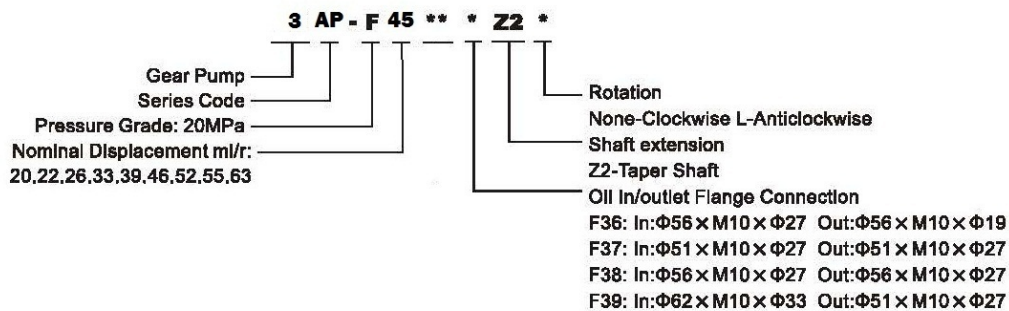 3 AP - F 45 ** * Z2 *
Gear Pump
Series Code
Pressure Grade: 20MPa
Nominal Displacement ml/r:
20,22,26,33,39,46,52,55,63
Rotation
None-Clockwise L-Anticlockwise
Shaft extension
Z2-Taper Shaft
Oil In/outlet Flange Connection
F36: In:Φ56×M10×Φ27 Out:Φ56×M10×Φ19
F37: In:Φ51×M10×Φ27 Out:Φ51×M10×Φ27
F38: In:Φ56×M10×Φ27 Out:Φ56×M10×Φ27
F39: In:Φ62×M10×Φ33 Out:Φ51×M10×Φ27